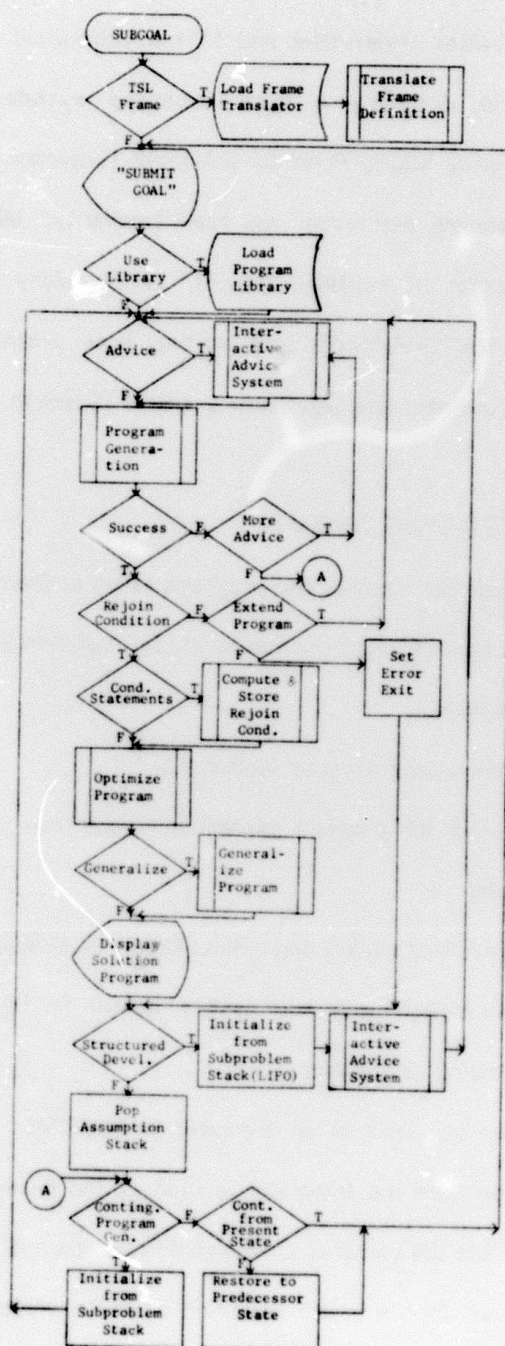 SUBGOAL
TSL
Frame
T
Load Frame
Translator
Translate
Frame
Definition
F
"SUBMIT
GOAL"
Use
Library
T
Load
Program
Library
F
Advice
T
Inter-
active
Advice
System
F
Program
Genera-
tion
Success
F
More
Advice
T
T
F
A
Rejoin
Condition
F
Extend
Program
T
T
F
Set
Error
Exit
Cond.
Statements
T
Compute &
Store
Rejoin
Cond.
F
Optimize
Program
Generalize
T
General-
ize
Program
F
Display
Solution
Program
Structured
Devel.
T
Initialize
from
Subproblem
Stack(LIFO)
Inter-
active
Advice
System
F
Pop
Assumption
Stack
A
Conting.
Program
Gen.
F
Cont.
from
Present
State
T
T
F
Initialize
from
Subproblem
Stack
Restore to
Predecessor
State